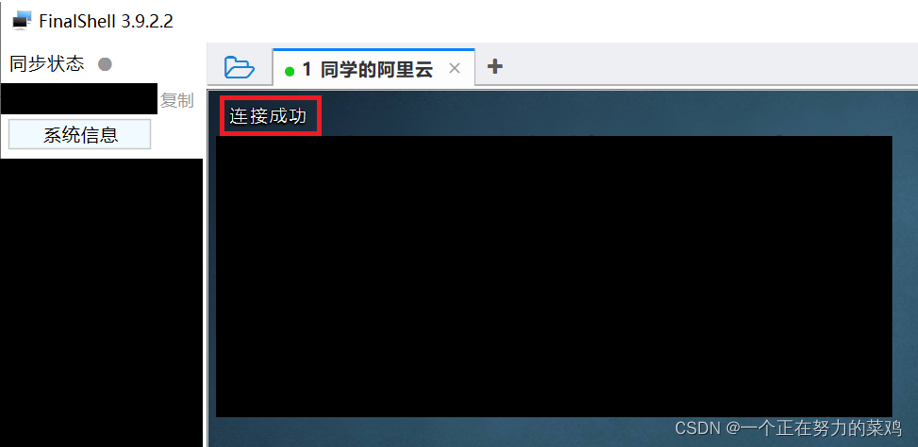 FinalShell 3.9.2.2
同步状态
复制
系统信息
1 同学的阿里云
连接成功
CSDN @一个正在努力的菜鸡